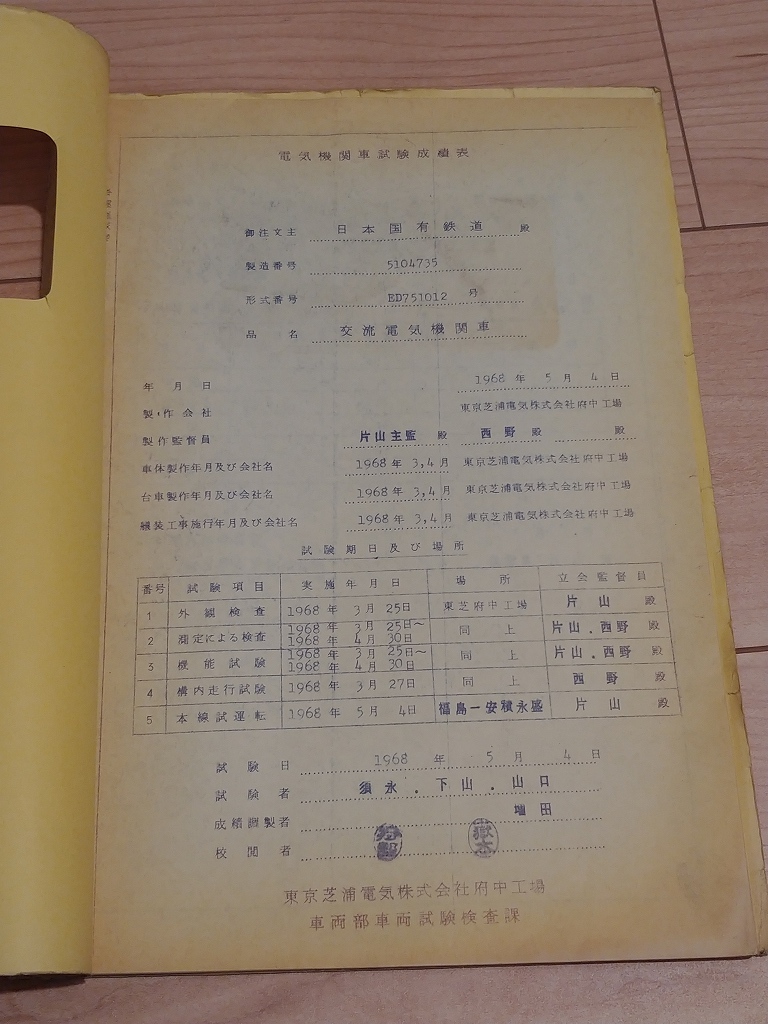 電気機関車試験成績表
御注文主 日本国有鉄道 殿
製造番号 5104735
形式番号 ED751012 号
品名 交流電気機関車
年月日 1968年 5月 4日
製作会社 東京芝浦電気株式会社府中工場
製作監督員 片山主監 殿 西野 殿 殿
車体製作年月及び会社名 1968年 3,4月 東京芝浦電気株式会社府中工場
台車製作年月及び会社名 1968年 3,4月 東京芝浦電気株式会社府中工場
艤装工事施行年月及び会社名 1968年 3,4月 東京芝浦電気株式会社府中工場
試験期日及び場所
番号 試験項目 実施年月日 場所 立会監督員
1 外観検査 1968年 3月 25日 東芝府中工場 片山 殿
2 測定による検査 1968年 3月 25日~ 1968年 4月 30日 同上 片山.西野 殿
3 機能試験 1968年 3月 25日~ 1968年 4月 30日 同上 片山.西野 殿
4 構内走行試験 1968年 3月 27日 同上 西野 殿
5 本線試運転 1968年 5月 4日 福島ー安積永盛 片山 殿
試験日 1968年 5月 4日
試験者 須永.下山.山口
成績調製者 増田
校閲者
東京芝浦電気株式会社府中工場
車両部車両試験検査課